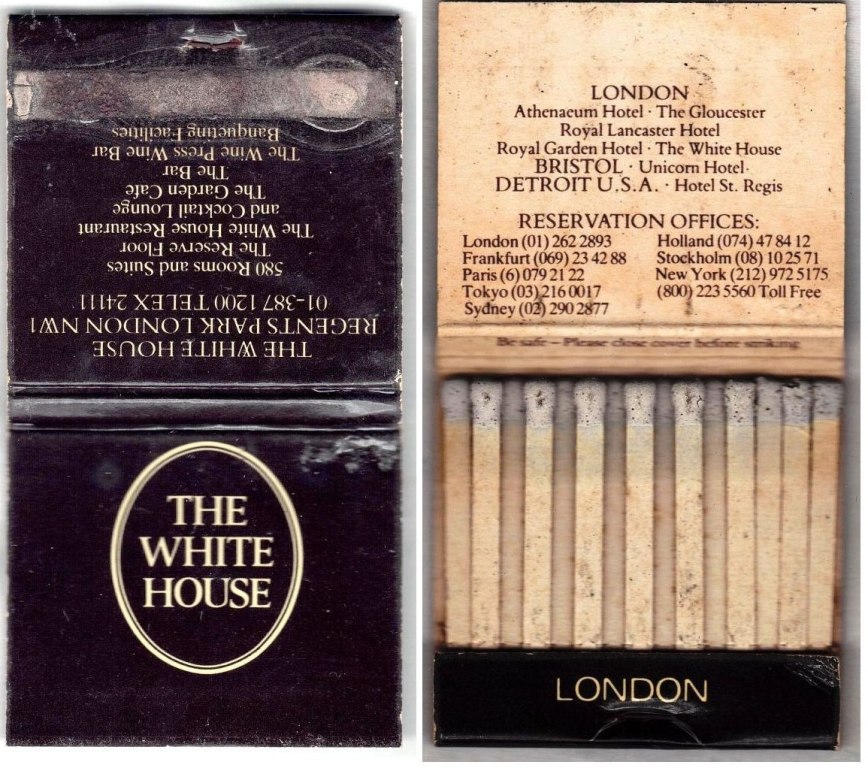 THE WHITE HOUSE
REGENTS PARK LONDON NW1
01-387 1200 TELEX 24111
580 Rooms and Suites
The Reserve Floor
The White House Restaurant
and Cocktail Lounge
The Garden Cafe
The Bar
The Wine Press Wine Bar
Banqueting Facilities
THE
WHITE
HOUSE
LONDON
Athenaeum Hotel · The Gloucester
Royal Lancaster Hotel
Royal Garden Hotel · The White House
BRISTOL · Unicorn Hotel·
DETROIT U.S.A. · Hotel St. Regis
RESERVATION OFFICES:
London (01) 262 2893 Holland (074) 47 84 12
Frankfurt (069) 23 42 88 Stockholm (08) 10 25 71
Paris (6) 079 21 22 New York (212) 972 5175
Tokyo (03) 216 0017 (800) 223 5560 Toll Free
Sydney (02) 290 2877
Be safe – Please close cover before striking
LONDON